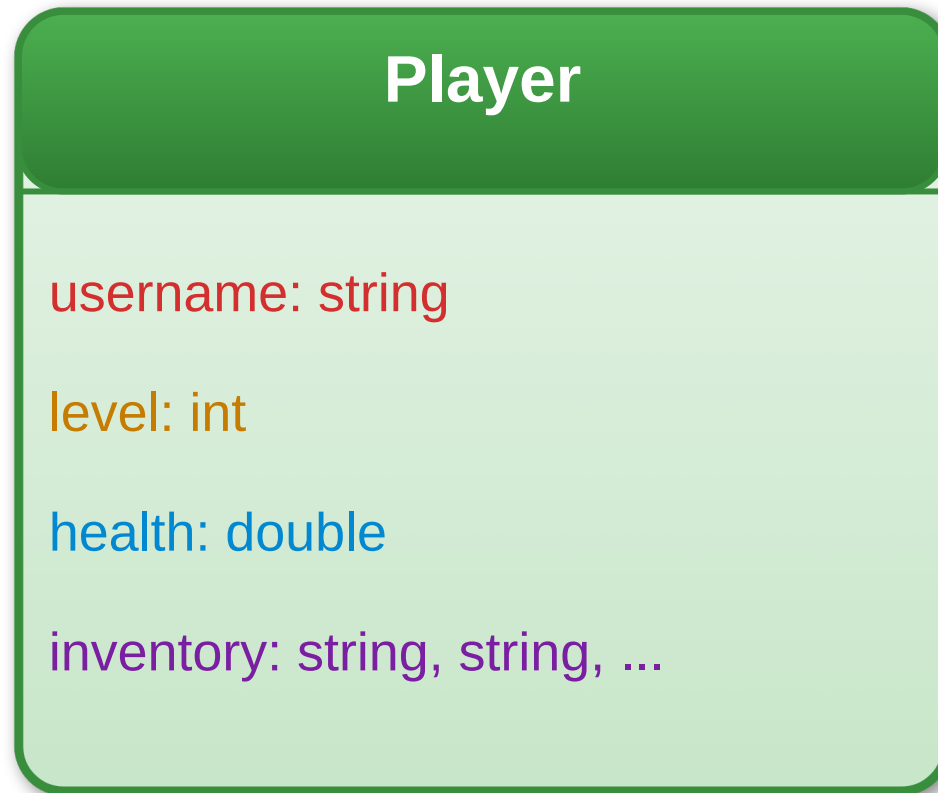 Player
username: string
level: int
health: double
inventory: string, string, ...